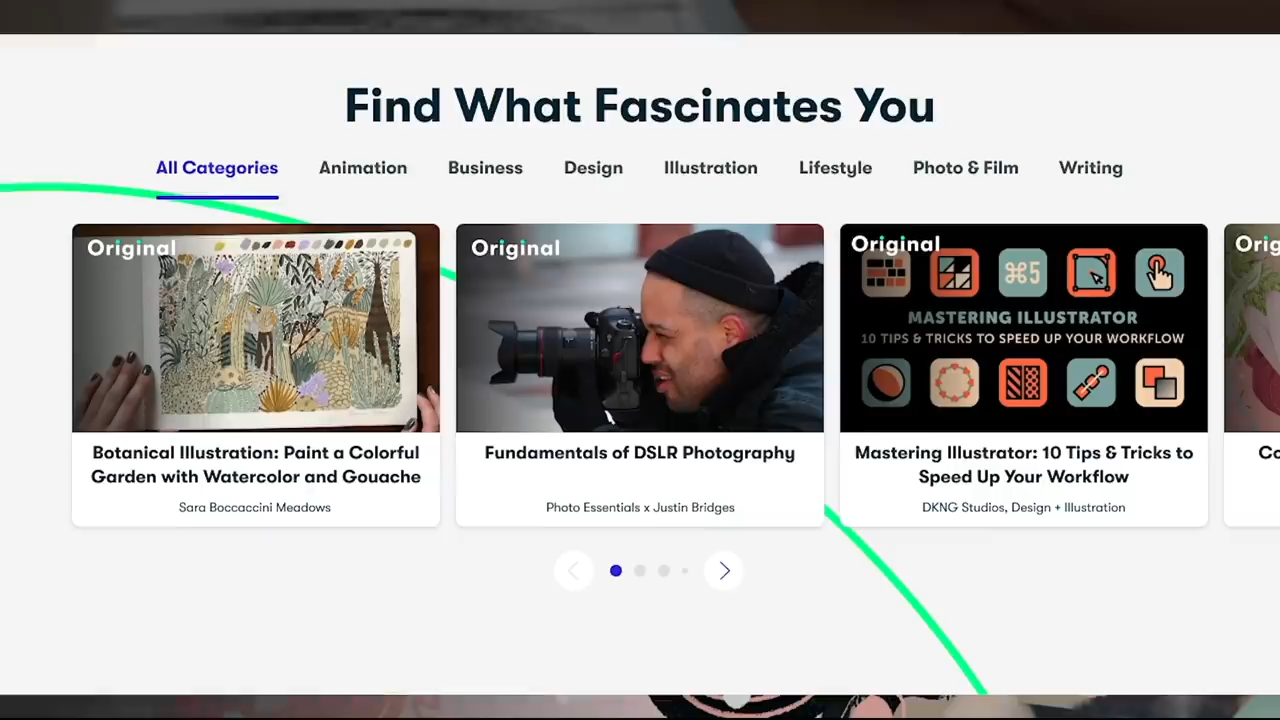 Find What Fascinates You
All Categories Animation Business Design Illustration Lifestyle Photo & Film Writing
Original
Botanical Illustration: Paint a Colorful
Garden with Watercolor and Gouache
Sara Boccaccini Meadows
Original
Fundamentals of DSLR Photography
Photo Essentials x Justin Bridges
Original
⌘5
MASTERING ILLUSTRATOR
10 TIPS & TRICKS TO SPEED UP YOUR WORKFLOW
Mastering Illustrator: 10 Tips & Tricks to
Speed Up Your Workflow
DKNG Studios, Design + Illustration
Orig
Co